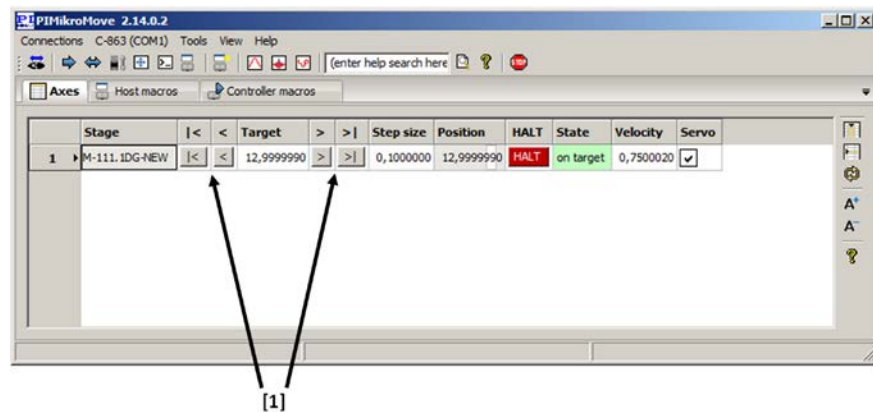 PI PIMikroMove 2.14.0.2
Connections C-863 (COM1) Tools View Help
(enter help search here STOP
Axes Host macros Controller macros
Stage |< < Target > >| Step size Position HALT State Velocity Servo
1 M-111.1DG-NEW |< < 12,9999990 > >| 0,1000000 12,9999990 HALT on target 0,7500020
A+
A-
[1]